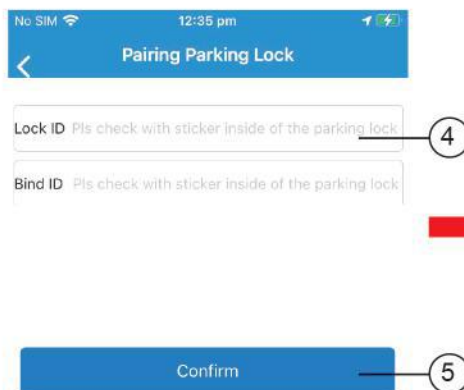 No SIM 12:35 pm
Pairing Parking Lock
Lock ID Pls check with sticker inside of the parking lock
4
Bind ID Pls check with sticker inside of the parking lock
Confirm
5